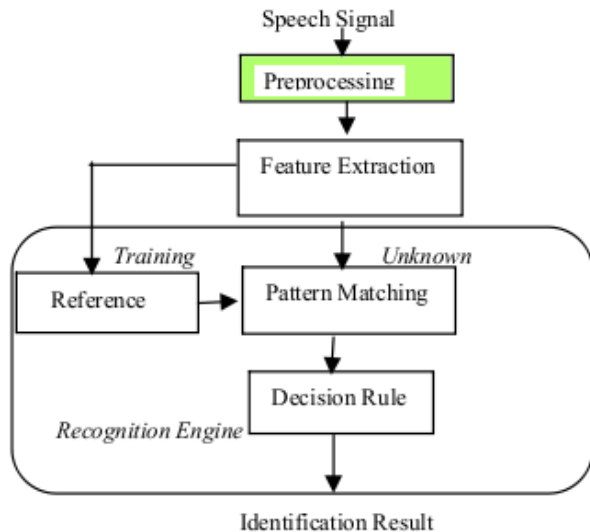 Speech Signal
Preprocessing
Feature Extraction
Training
Unknown
Reference
Pattern Matching
Decision Rule
Recognition Engine
Identification Result